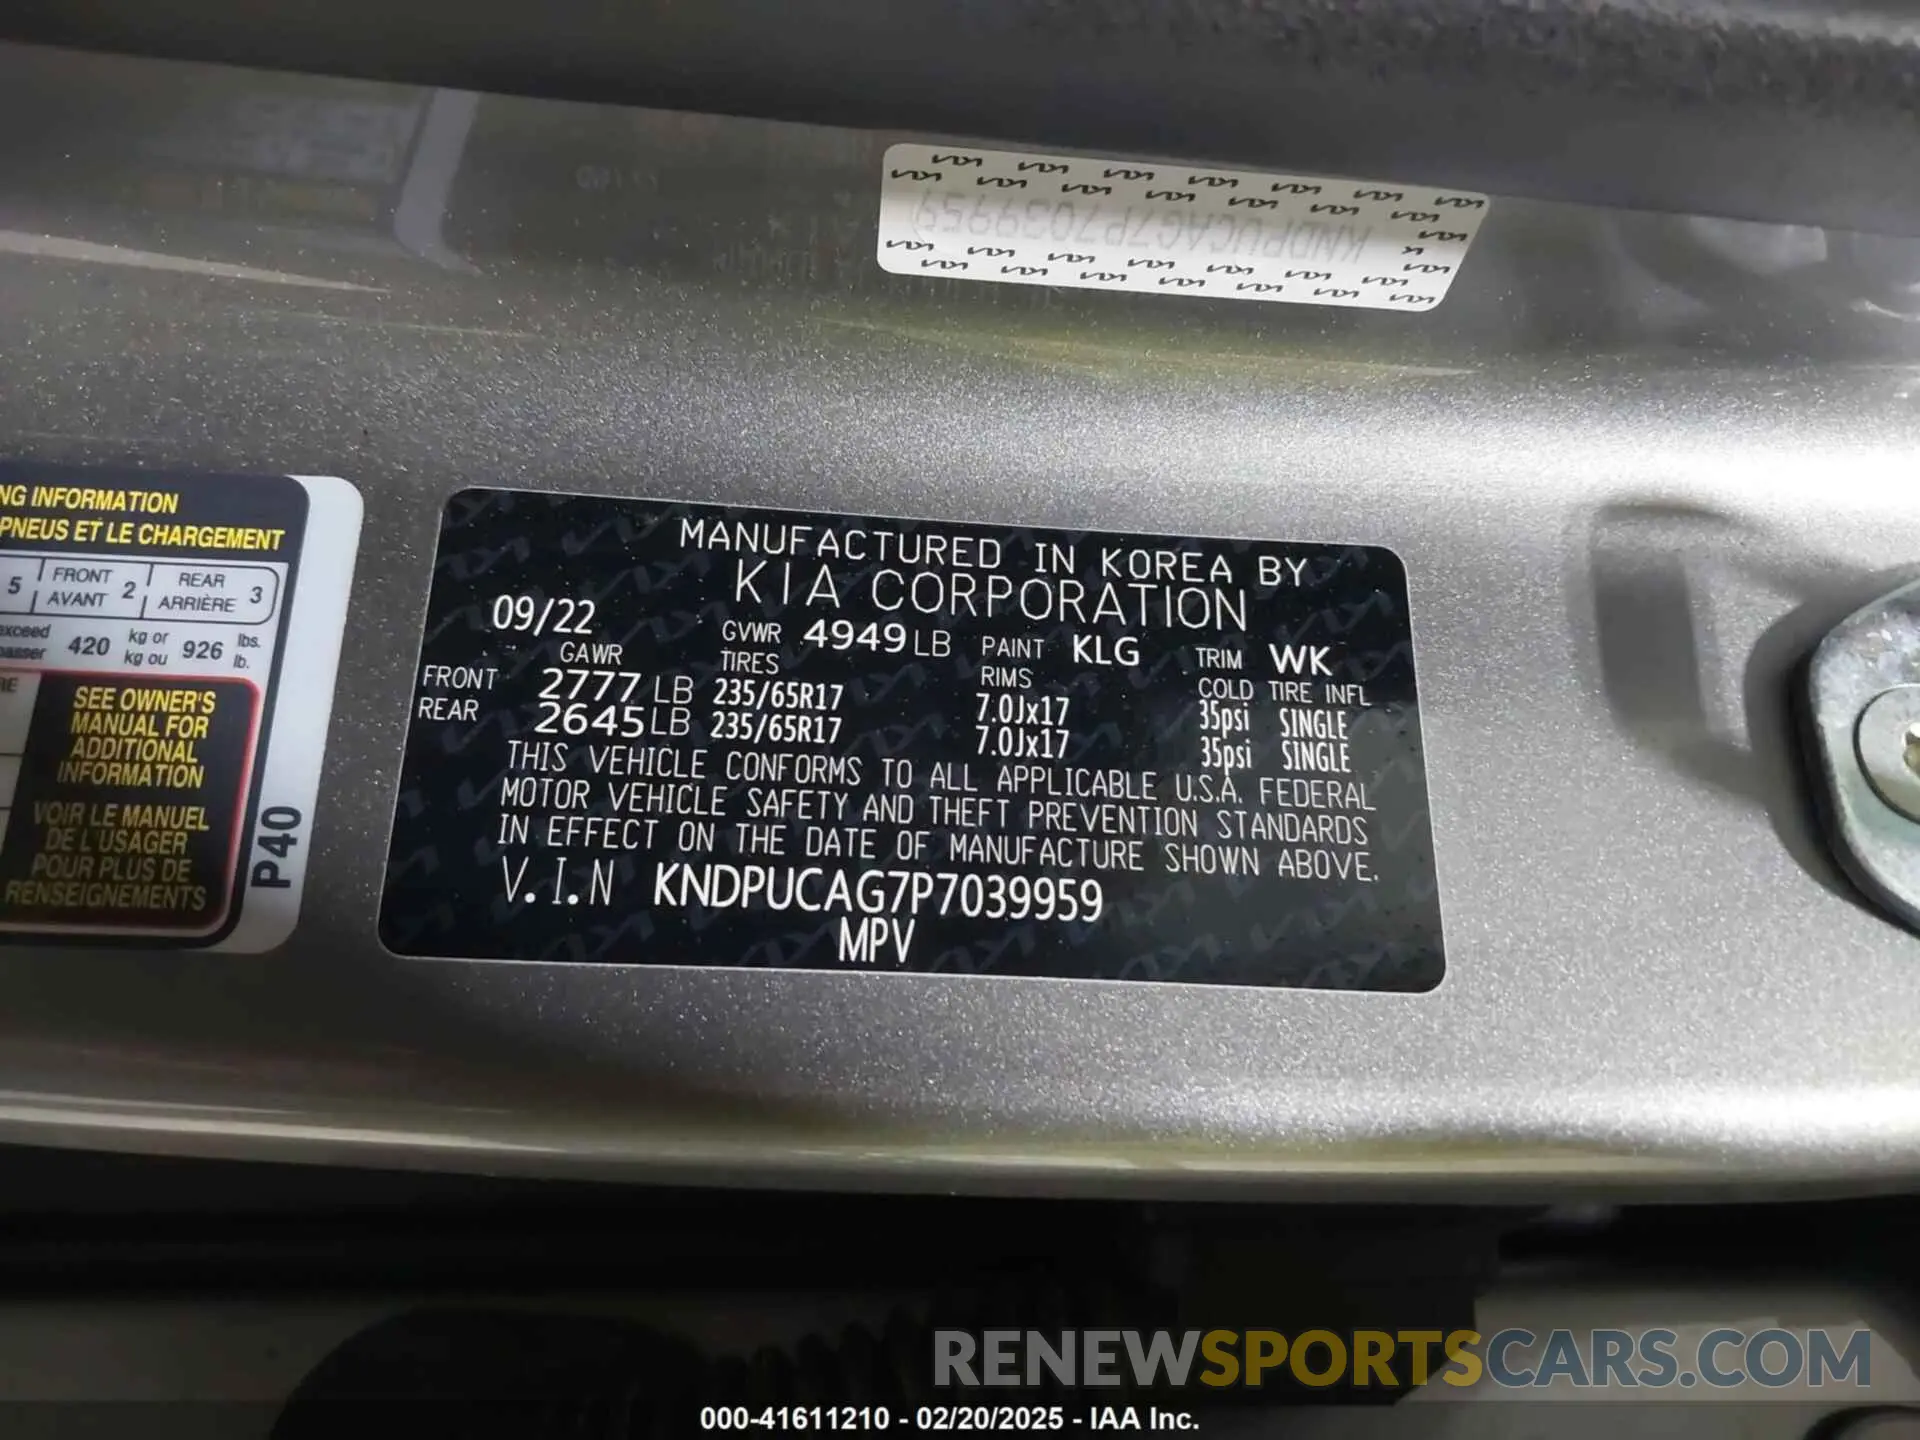 KNDPUCAG7P7039959
NG INFORMATION
PNEUS ET LE CHARGEMENT
5 FRONT AVANT 2 REAR ARRIÈRE 3
exceed 420 kg or kg ou 926 lbs. lb.
SEE OWNER'S
MANUAL FOR
ADDITIONAL
INFORMATION
VOIR LE MANUEL
DE L'USAGER
POUR PLUS DE
RENSEIGNEMENTS
P40
MANUFACTURED IN KOREA BY
KIA CORPORATION
09/22 GVWR 4949 LB PAINT KLG TRIM WK
GAWR TIRES RIMS COLD TIRE INFL
FRONT 2777 LB 235/65R17 7.0Jx17 35psi SINGLE
REAR 2645 LB 235/65R17 7.0Jx17 35psi SINGLE
THIS VEHICLE CONFORMS TO ALL APPLICABLE U.S.A. FEDERAL
MOTOR VEHICLE SAFETY AND THEFT PREVENTION STANDARDS
IN EFFECT ON THE DATE OF MANUFACTURE SHOWN ABOVE.
V.I.N KNDPUCAG7P7039959
MPV
RENEWSPORTSCARS.COM
000-41611210 - 02/20/2025 - IAA Inc.